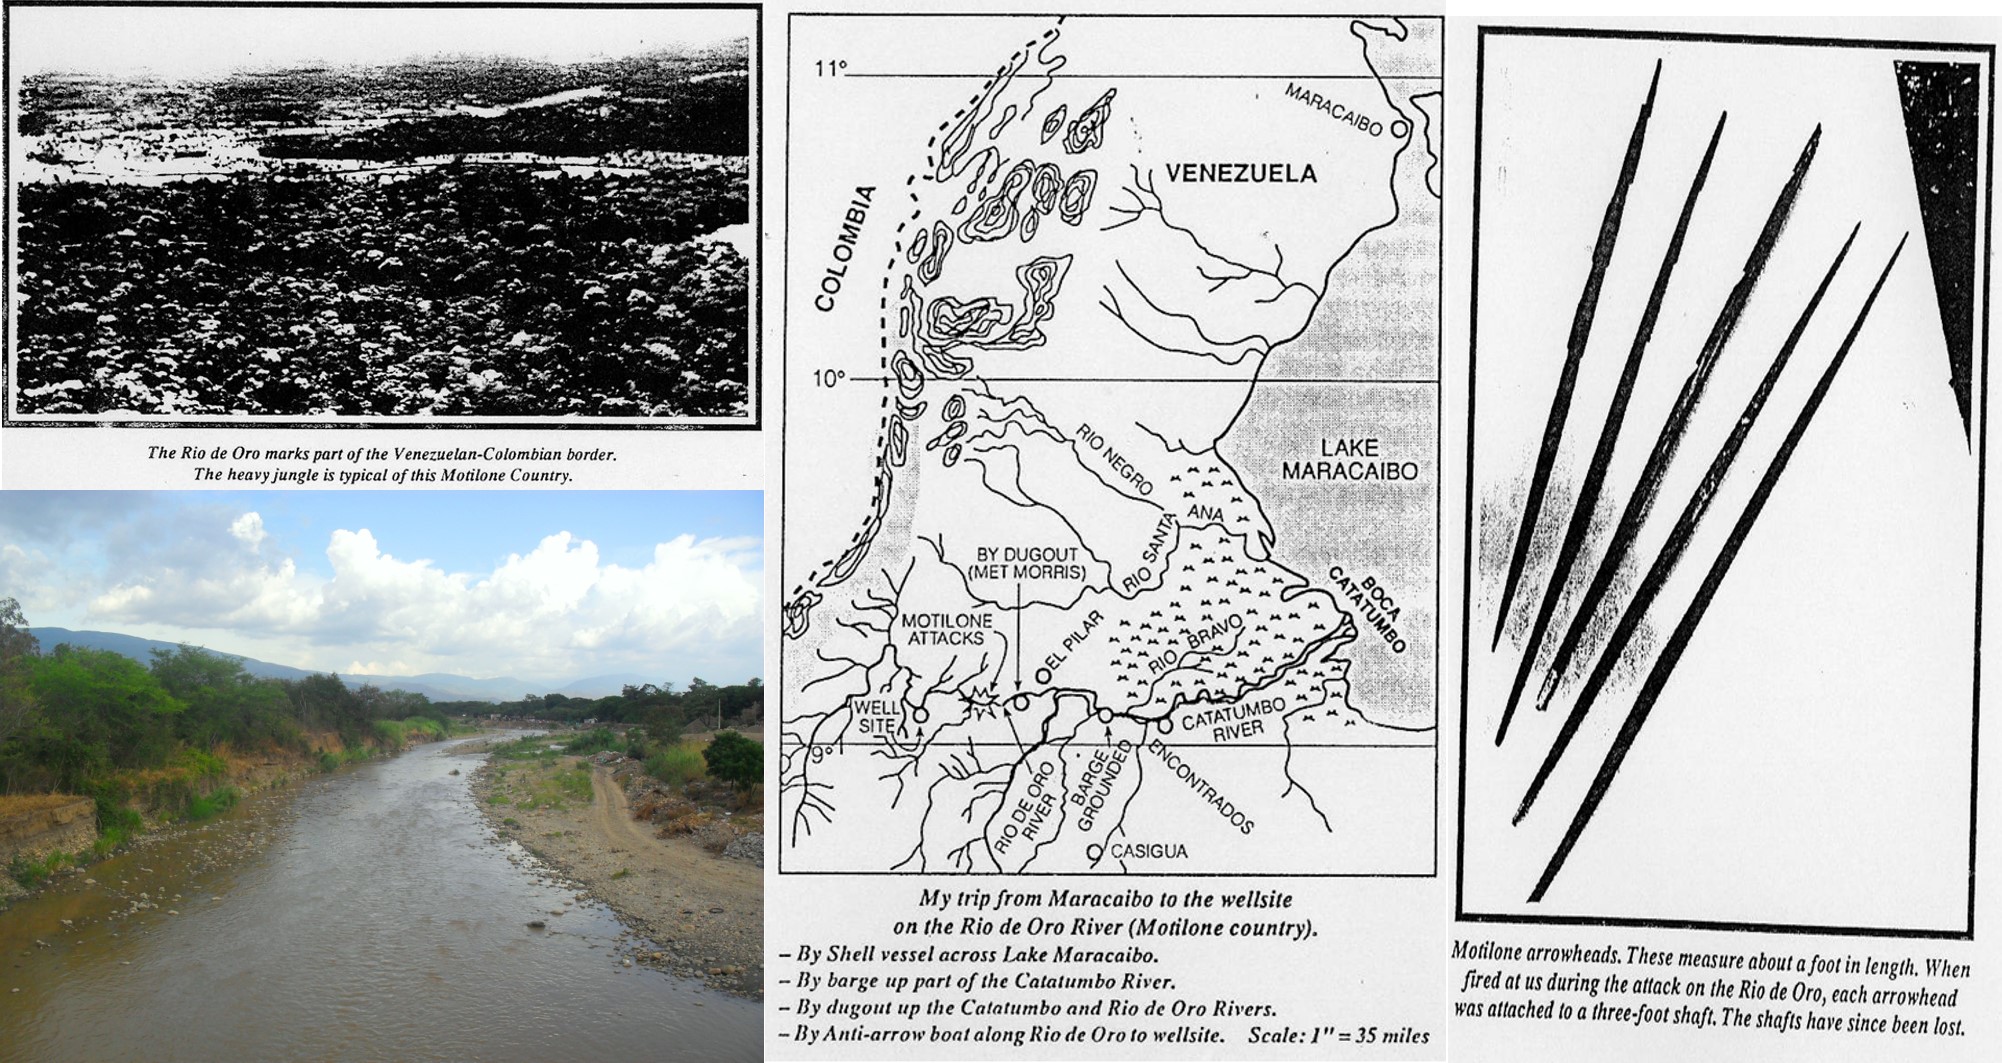 The Rio de Oro marks part of the Venezuelan-Colombian border.
The heavy jungle is typical of this Motilone Country.
11°
MARACAIBO
VENEZUELA
COLOMBIA
10°
LAKE
MARACAIBO
RIO NEGRO
ANA
RIO SANTA
BY DUGOUT
(MET MORRIS)
BOCA
CATATUMBO
MOTILONE
ATTACKS
EL PILAR
RIO BRAVO
WELL
SITE
CATATUMBO
RIVER
9°
ENCONTRADOS
BARGE
GROUNDED
RIO DE ORO
RIVER
CASIGUA
My trip from Maracaibo to the wellsite
on the Rio de Oro River (Motilone country).
– By Shell vessel across Lake Maracaibo.
– By barge up part of the Catatumbo River.
– By dugout up the Catatumbo and Rio de Oro Rivers.
– By Anti-arrow boat along Rio de Oro to wellsite. Scale: 1" = 35 miles
Motilone arrowheads. These measure about a foot in length. When
fired at us during the attack on the Rio de Oro, each arrowhead
was attached to a three-foot shaft. The shafts have since been lost.